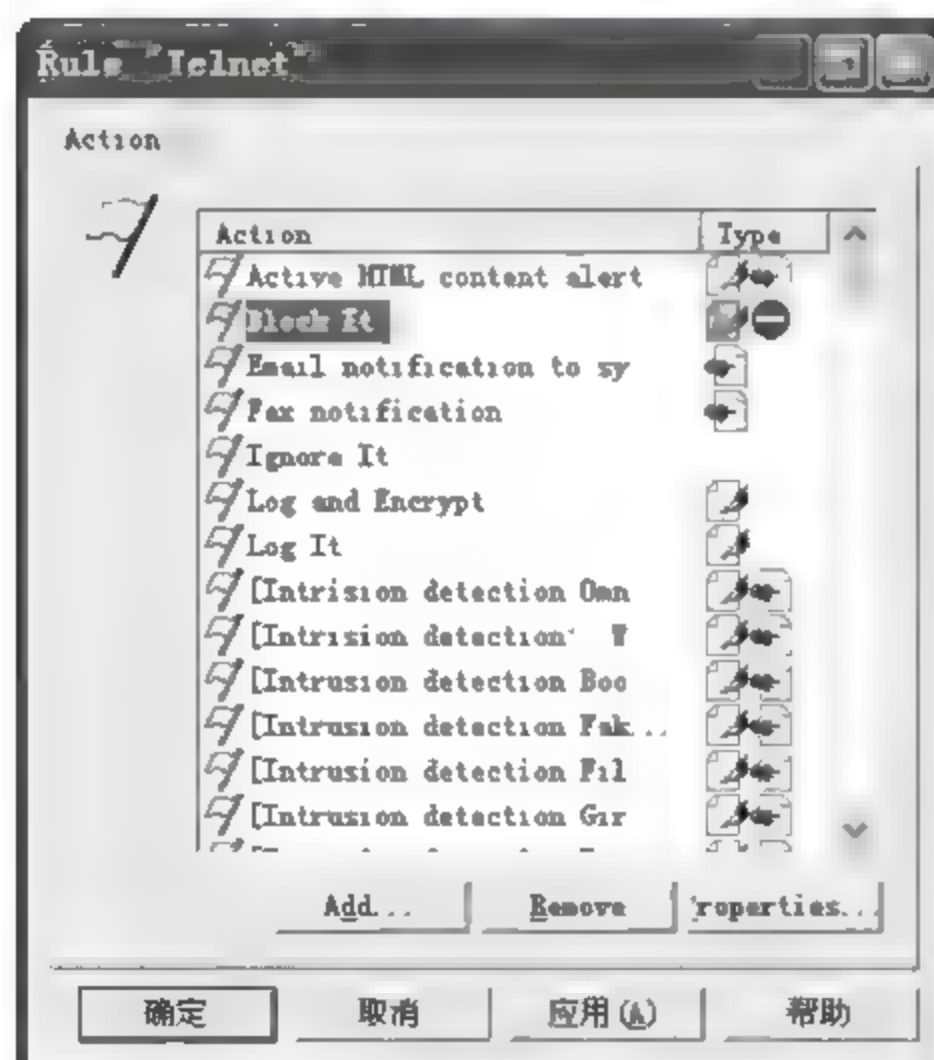 Rule "Telnet"
Action
Action Type
Active HTML content alert
Block It
Email notification to sy
Fax notification
Ignore It
Log and Encrypt
Log It
[Intrision detection Omn
[Intrision detection W
[Intrusion detection Boo
[Intrusion detection Fak...
[Intrusion detection Fil
[Intrusion detection Gir
Add... Remove roperties...
确定 取消 应用(A) 帮助